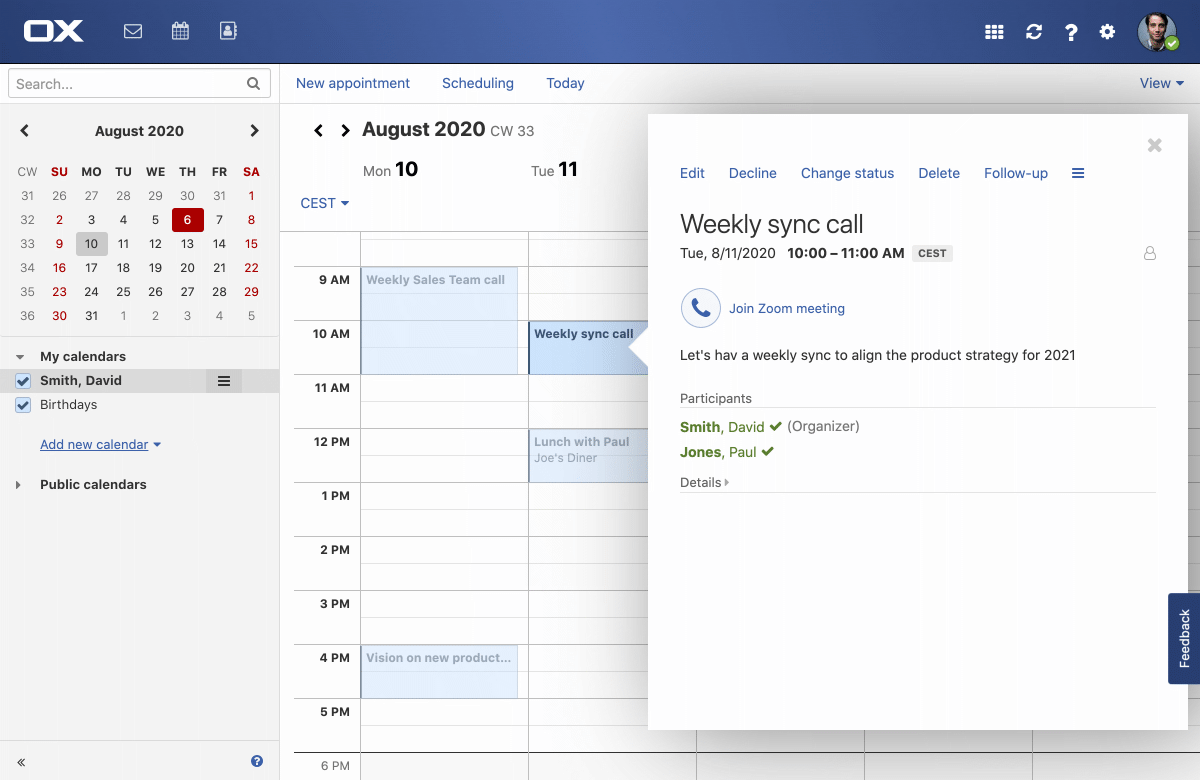 OX
Search...
New appointment Scheduling Today View
August 2020
CW SU MO TU WE TH FR SA
31 26 27 28 29 30 31 1
32 2 3 4 5 6 7 8
33 9 10 11 12 13 14 15
34 16 17 18 19 20 21 22
35 23 24 25 26 27 28 29
36 30 31 1 2 3 4 5
My calendars
Smith, David
Birthdays
Add new calendar
Public calendars
August 2020 CW 33
Mon 10 Tue 11
CEST
9 AM
10 AM
11 AM
12 PM
1 PM
2 PM
3 PM
4 PM
5 PM
6 PM
Weekly Sales Team call
Weekly sync call
Lunch with Paul
Joe's Diner
Vision on new product...
Edit Decline Change status Delete Follow-up
Weekly sync call
Tue, 8/11/2020 10:00 – 11:00 AM CEST
Join Zoom meeting
Let's hav a weekly sync to align the product strategy for 2021
Participants
Smith, David ✔ (Organizer)
Jones, Paul ✔
Details
Feedback